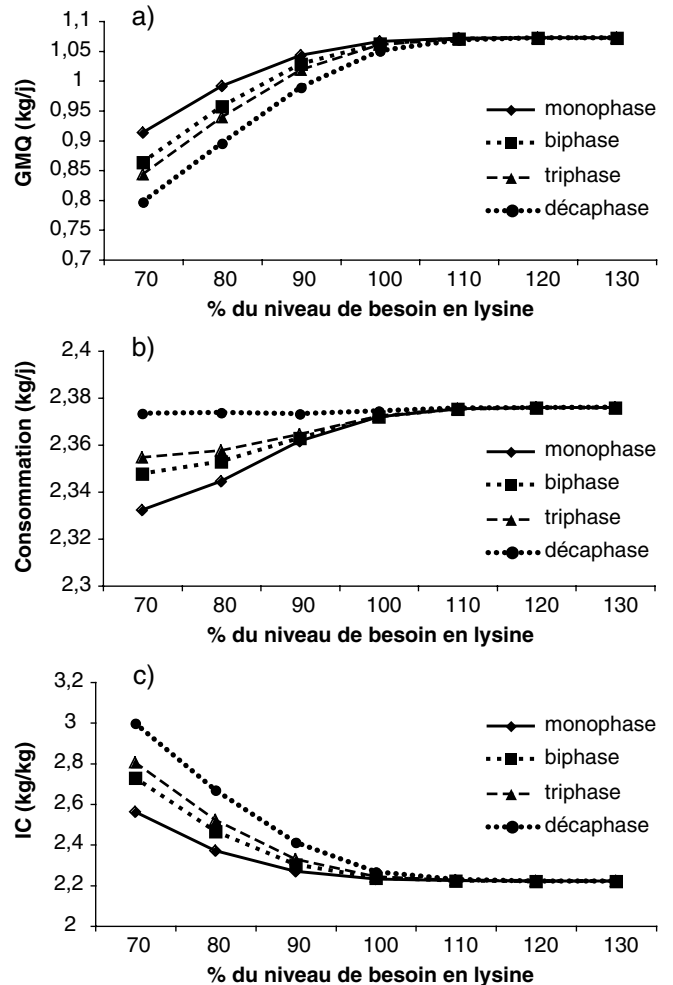 a)
GMQ (kg/j)
1,1
1,05
1
0,95
0,9
0,85
0,8
0,75
0,7
monophase
biphase
triphase
décaphase
70 80 90 100 110 120 130
% du niveau de besoin en lysine
b)
Consommation (kg/j)
2,4
2,38
2,36
2,34
2,32
2,3
monophase
biphase
triphase
décaphase
70 80 90 100 110 120 130
% du niveau de besoin en lysine
c)
IC (kg/kg)
3,2
3
2,8
2,6
2,4
2,2
2
monophase
biphase
triphase
décaphase
70 80 90 100 110 120 130
% du niveau de besoin en lysine